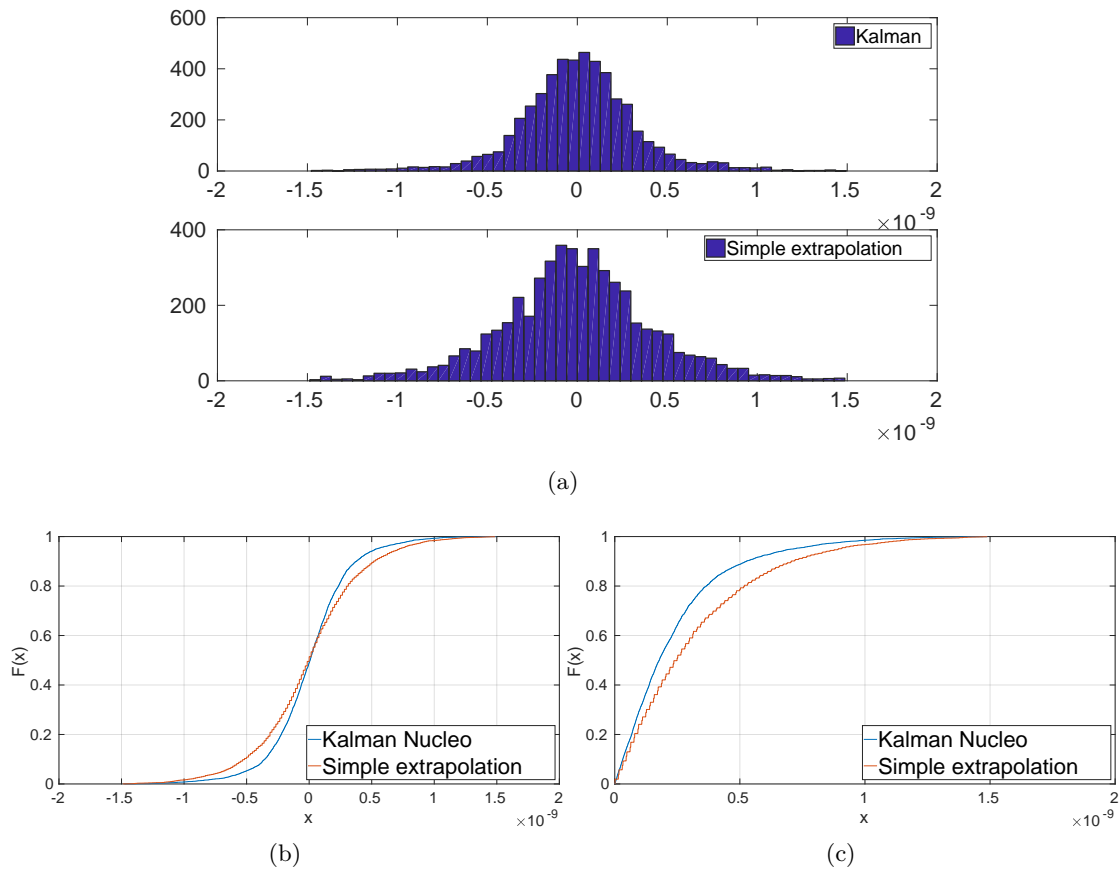 600
400
200
0
Kalman
-2 -1.5 -1 -0.5 0 0.5 1 1.5 2
×10⁻⁹
400
200
0
Simple extrapolation
-2 -1.5 -1 -0.5 0 0.5 1 1.5 2
×10⁻⁹
(a)
1
0.8
0.6
0.4
0.2
0
F(x)
Kalman Nucleo
Simple extrapolation
-2 -1.5 -1 -0.5 0 0.5 1 1.5 2
x
×10⁻⁹
(b)
1
0.8
0.6
0.4
0.2
0
F(x)
Kalman Nucleo
Simple extrapolation
0 0.5 1 1.5 2
x
×10⁻⁹
(c)